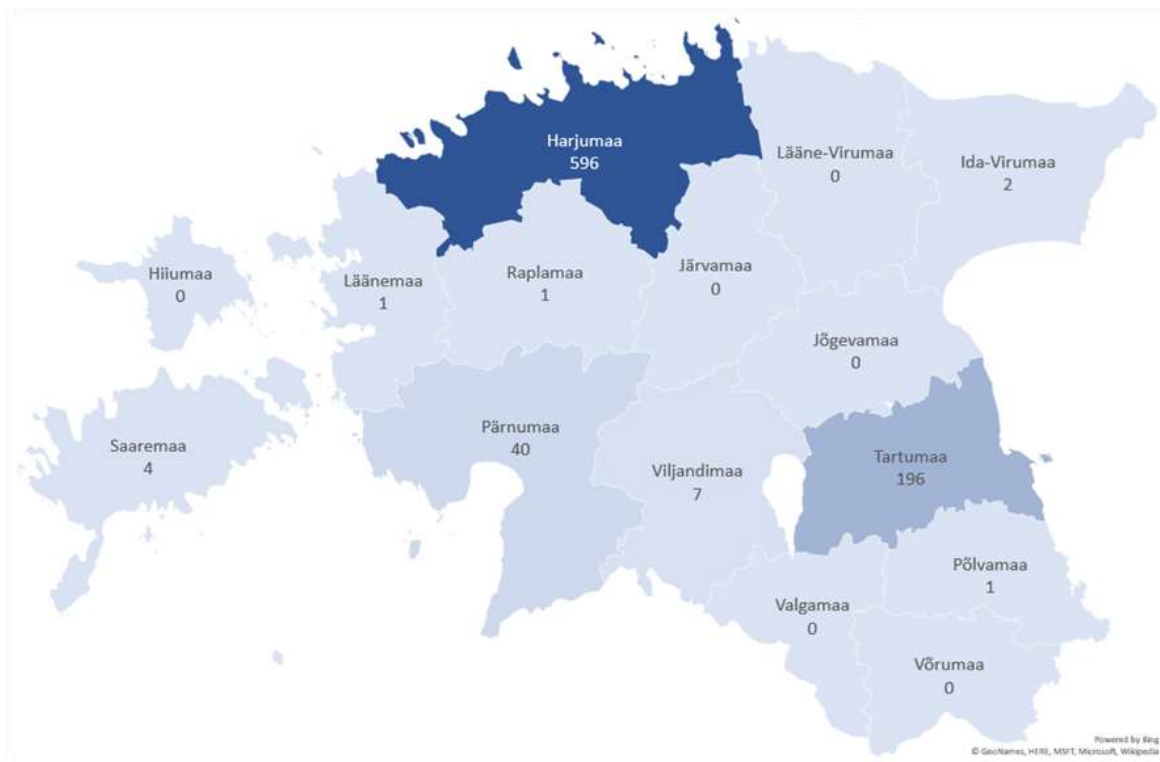 Harjumaa
596
Lääne-Virumaa
0
Ida-Virumaa
2
Hiiumaa
0
Läänemaa
1
Raplamaa
1
Järvamaa
0
Jõgevamaa
0
Saaremaa
4
Pärnumaa
40
Viljandimaa
7
Tartumaa
196
Põlvamaa
1
Valgamaa
0
Võrumaa
0
Powered by Bing
© GeoNames, HERE, MSFT, Microsoft, Wikipedia